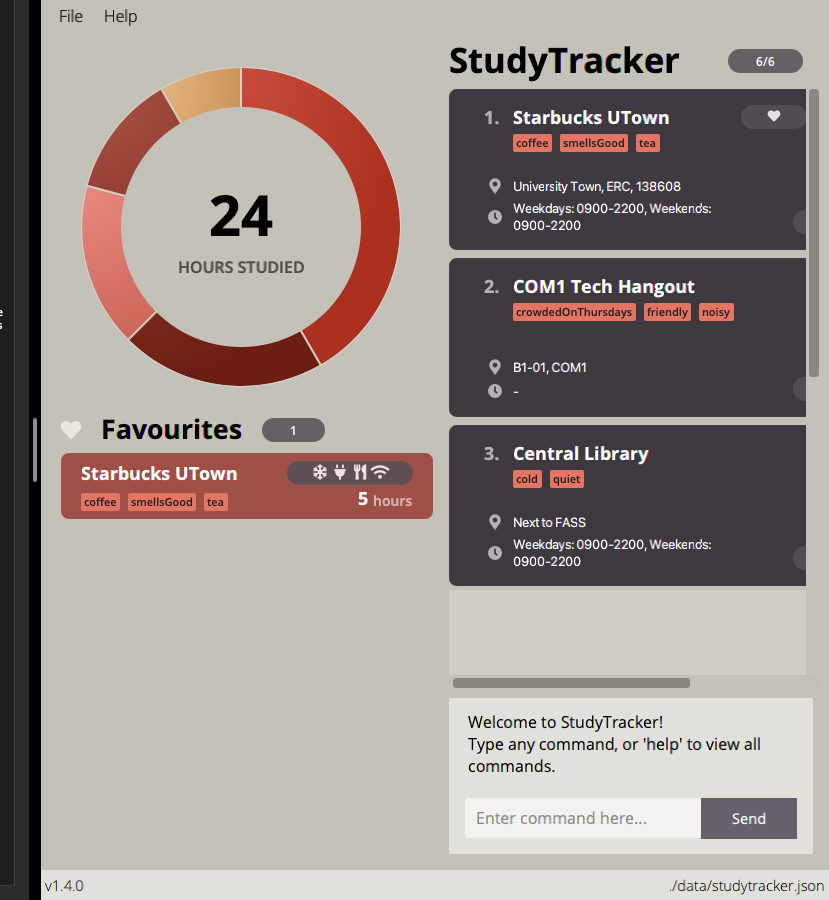 File Help
24
HOURS STUDIED
Favourites 1
Starbucks UTown
coffee smellsGood tea 5 hours
StudyTracker 6/6
1. Starbucks UTown
coffee smellsGood tea
University Town, ERC, 138608
Weekdays: 0900-2200, Weekends:
0900-2200
2. COM1 Tech Hangout
crowdedOnThursdays friendly noisy
B1-01, COM1
-
3. Central Library
cold quiet
Next to FASS
Weekdays: 0900-2200, Weekends:
0900-2200
Welcome to StudyTracker!
Type any command, or 'help' to view all
commands.
Enter command here... Send
v1.4.0 ./data/studytracker.json